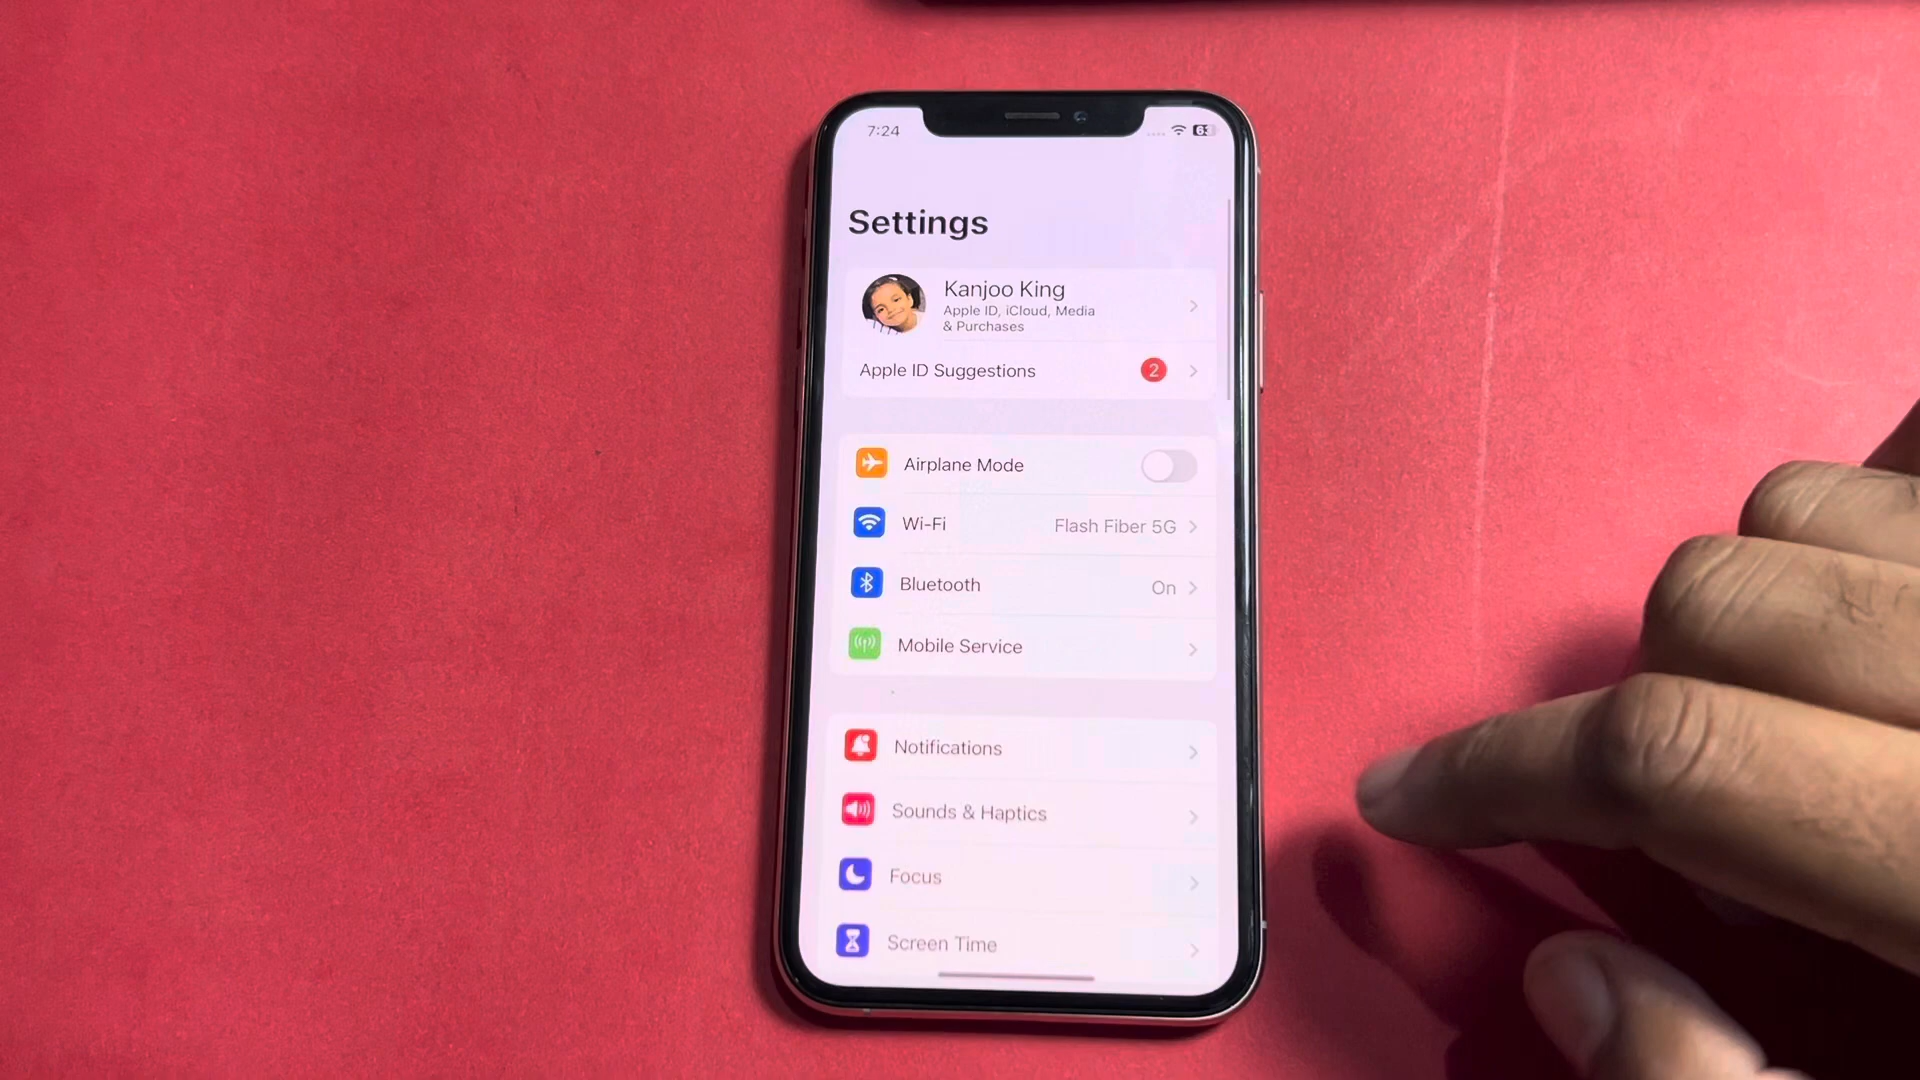 7:24
63
Settings
Kanjoo King
Apple ID, iCloud, Media
& Purchases
Apple ID Suggestions
2
Airplane Mode
Wi-Fi
Flash Fiber 5G
Bluetooth
On
Mobile Service
Notifications
Sounds & Haptics
Focus
Screen Time